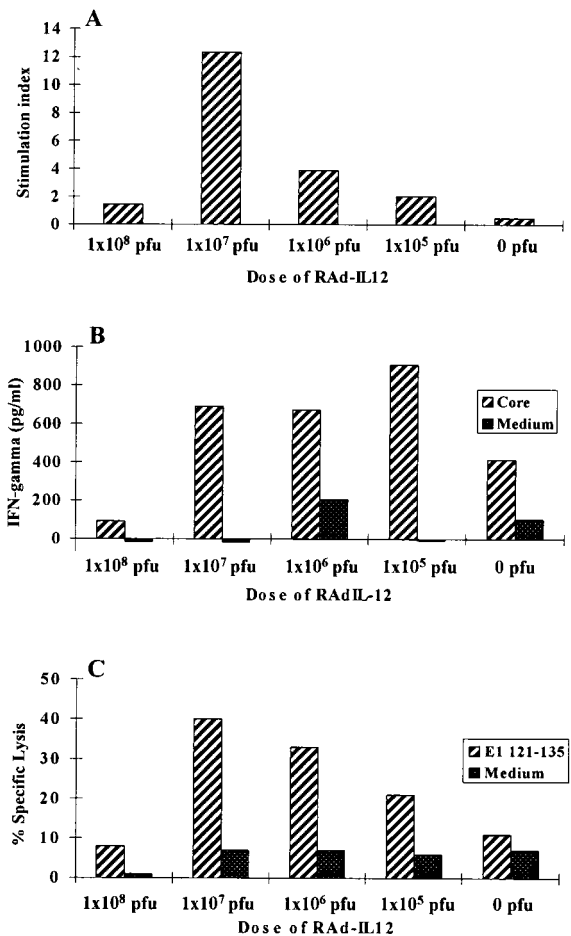 A
Stimulation index
14
12
10
8
6
4
2
0
1x10⁸ pfu 1x10⁷ pfu 1x10⁶ pfu 1x10⁵ pfu 0 pfu
Dose of RAd-IL12
B
IFN-gamma (pg/ml)
1000
800
600
400
200
0
Core
Medium
1x10⁸ pfu 1x10⁷ pfu 1x10⁶ pfu 1x10⁵ pfu 0 pfu
Dose of RAdIL-12
C
% Specific Lysis
50
40
30
20
10
0
E1 121-135
Medium
1x10⁸ pfu 1x10⁷ pfu 1x10⁶ pfu 1x10⁵ pfu 0 pfu
Dose of RAd-IL12